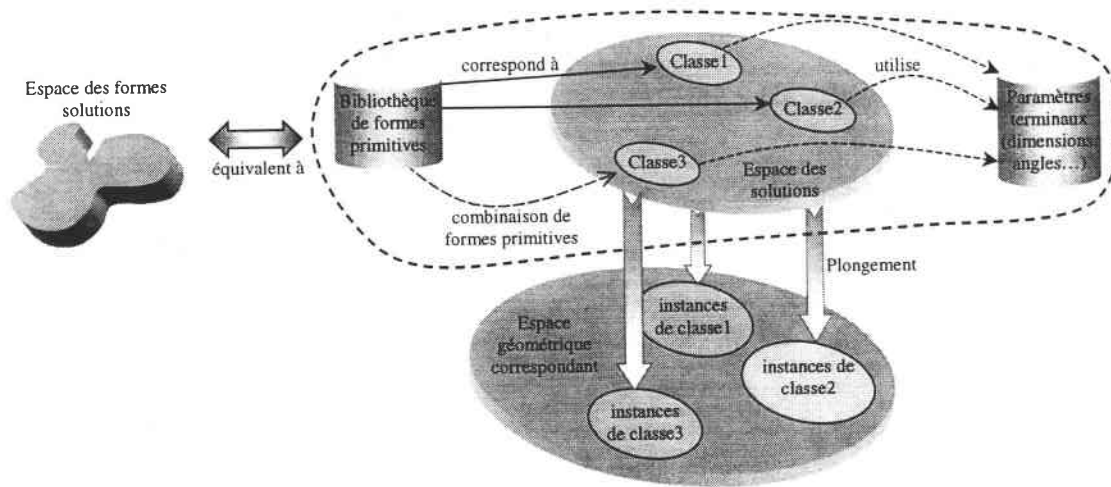 Espace des formes
solutions
équivalent à
Bibliothèque
de formes
primitives
correspond à
combinaison de
formes primitives
Classe1
Classe2
Classe3
Espace des
solutions
utilise
Paramètres
terminaux
(dimensions,
angles...)
Plongement
Espace
géométrique
correspondant
instances
de classe1
instances de
classe2
instances
de classe3